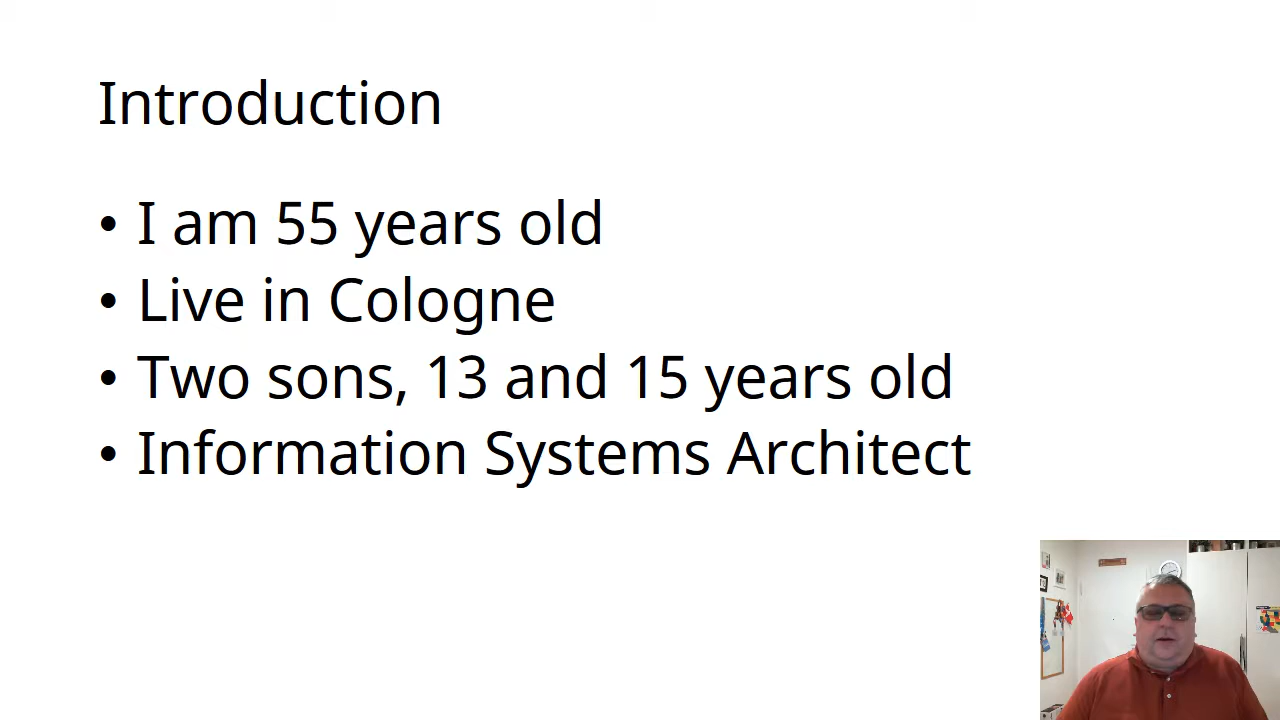 Introduction
• I am 55 years old
• Live in Cologne
• Two sons, 13 and 15 years old
• Information Systems Architect